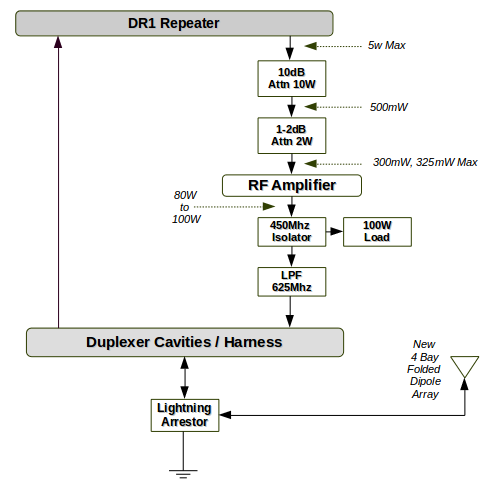 DR1 Repeater
5w Max
10dB
Attn 10W
500mW
1-2dB
Attn 2W
300mW, 325mW Max
RF Amplifier
80W
to
100W
450Mhz
Isolator
100W
Load
LPF
625Mhz
Duplexer Cavities / Harness
New
4 Bay
Folded
Dipole
Array
Lightning
Arrestor